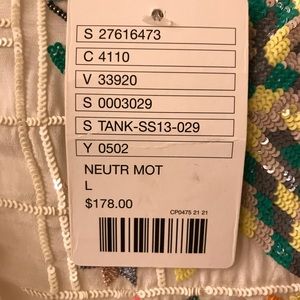 S 27616473
C 4110
V 33920
S 0003029
S TANK-SS13-029
Y 0502
NEUTR MOT
L
$178.00
CP0475 21 21